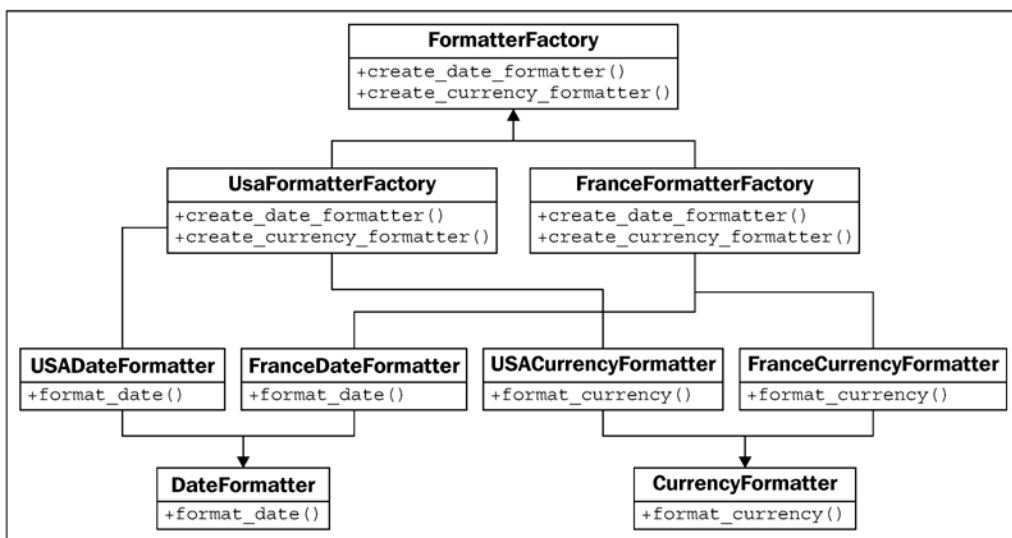 FormatterFactory
+create_date_formatter()
+create_currency_formatter()
UsaFormatterFactory
+create_date_formatter()
+create_currency_formatter()
FranceFormatterFactory
+create_date_formatter()
+create_currency_formatter()
USADateFormatter
+format_date()
FranceDateFormatter
+format_date()
USACurrencyFormatter
+format_currency()
FranceCurrencyFormatter
+format_currency()
DateFormatter
+format_date()
CurrencyFormatter
+format_currency()